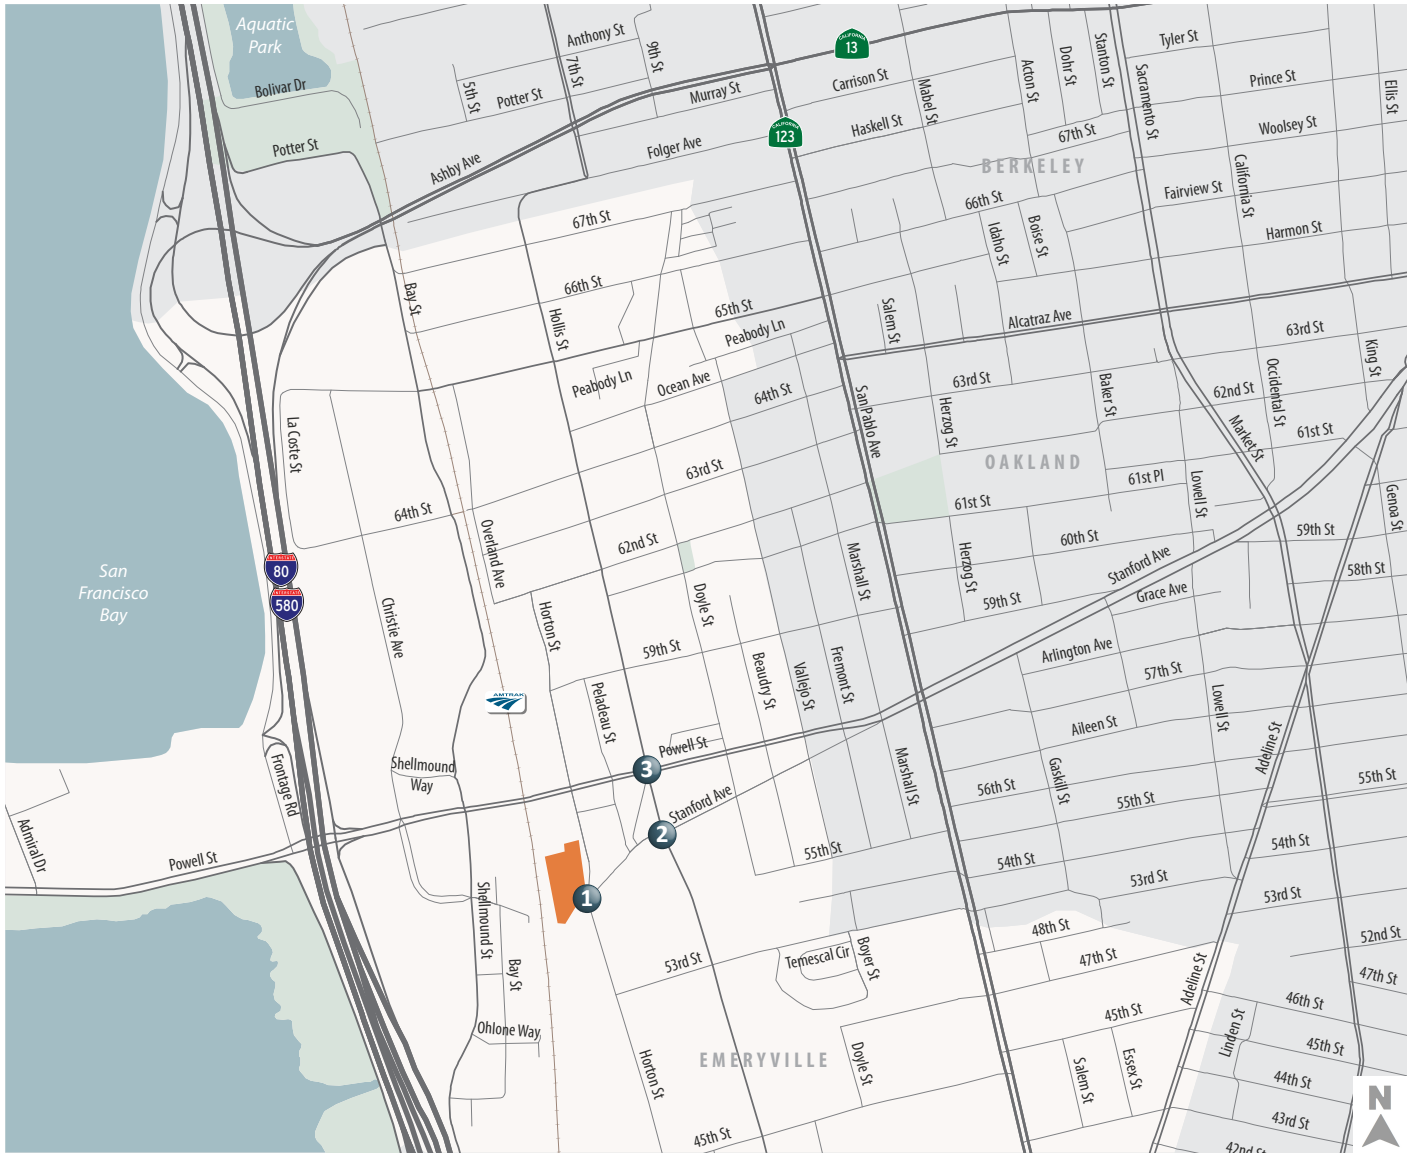 Aquatic
Park
Anthony St
9th St
7th St
CALIFORNIA
13
Dohr St
Stanton St
Tyler St
Bolivar Dr
5th St
Potter St
Murray St
Carrison St
Mabel St
Acton St
Sacramento St
Prince St
Ellis St
Potter St
Ashby Ave
Folger Ave
CALIFORNIA
123
Haskell St
67th St
Woolsey St
BERKELEY
California St
Fairview St
66th St
67th St
Idaho St
Boise St
Harmon St
Bay St
66th St
Hollis St
65th St
Peabody Ln
Salem St
Alcatraz Ave
63rd St
King St
Peabody Ln
Ocean Ave
64th St
San Pablo Ave
63rd St
Herzog St
Baker St
62nd St
Occidental St
Market St
61st St
La Coste St
63rd St
OAKLAND
61st Pl
Lowell St
Genoa St
64th St
Overland Ave
61st St
62nd St
60th St
59th St
Stanford Ave
INTERSTATE
80
San
Francisco
Bay
INTERSTATE
580
Marshall St
Herzog St
59th St
Grace Ave
58th St
Christie Ave
Horton St
Doyle St
59th St
Beaudry St
Vallejo St
Fremont St
Arlington Ave
57th St
AMTRAK
Peladeau St
Lowell St
Aileen St
Adeline St
Powell St
3
Shellmound
Way
Frontage Rd
Marshall St
Gaskill St
56th St
55th St
55th St
Stanford Ave
2
Admiral Dr
Powell St
55th St
54th St
54th St
53rd St
53rd St
1
Shellmound St
48th St
52nd St
Bay St
53rd St
Temescal Cir
Boyer St
47th St
Adeline St
47th St
46th St
45th St
Linden St
45th St
Ohlone Way
EMERYVILLE
Horton St
Doyle St
Salem St
Essex St
44th St
43rd St
45th St
42nd St
N